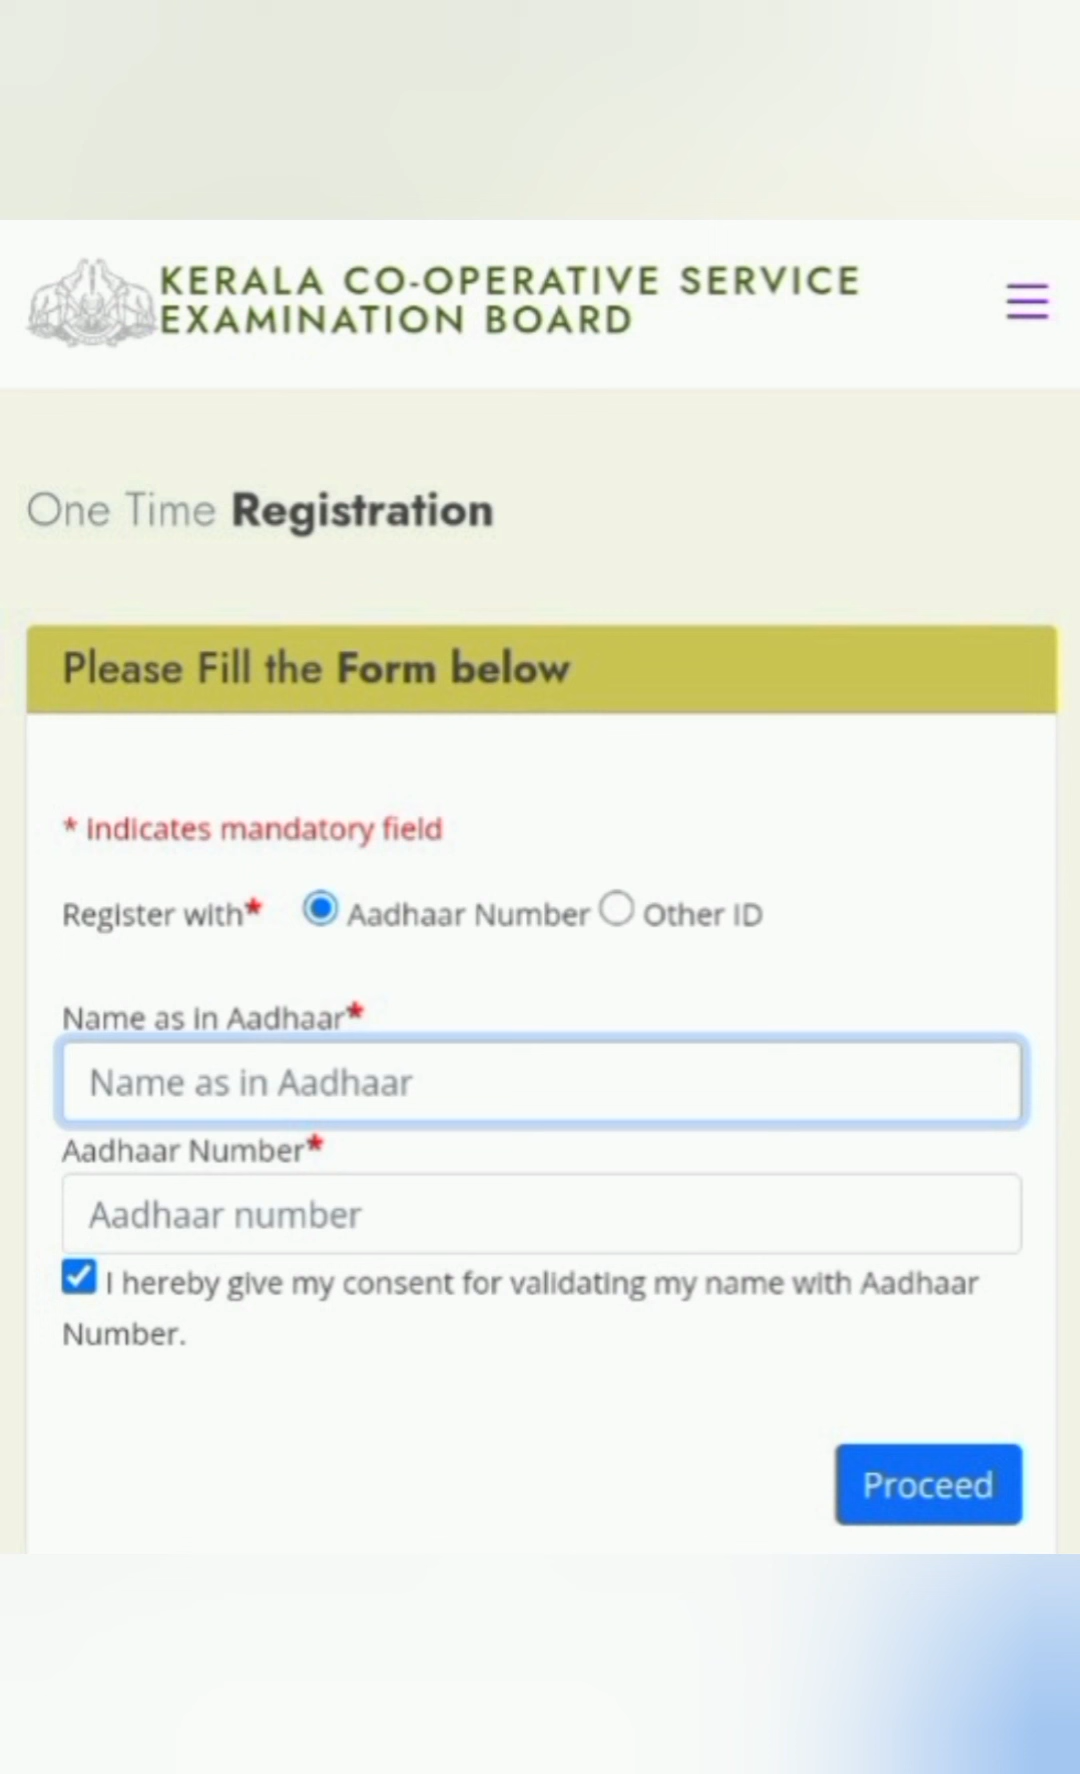 KERALA CO-OPERATIVE SERVICE
EXAMINATION BOARD
One Time Registration
Please Fill the Form below
* indicates mandatory field
Register with* Aadhaar Number Other ID
Name as in Aadhaar*
Name as in Aadhaar
Aadhaar Number*
Aadhaar number
I hereby give my consent for validating my name with Aadhaar
Number.
Proceed